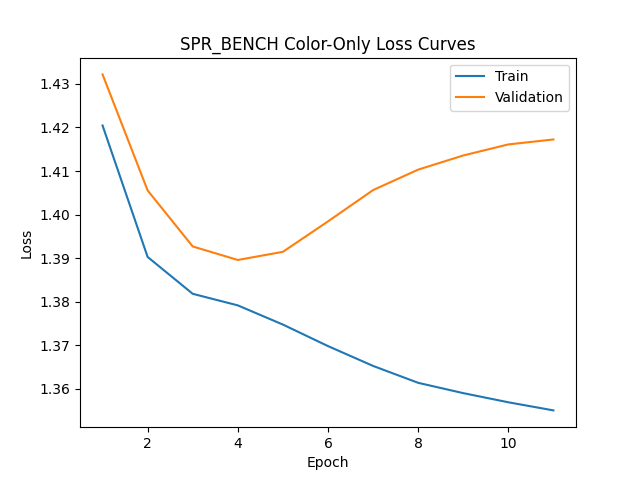 SPR_BENCH Color-Only Loss Curves
Train
Validation
1.43
1.42
1.41
1.40
1.39
1.38
1.37
1.36
Loss
2 4 6 8 10
Epoch